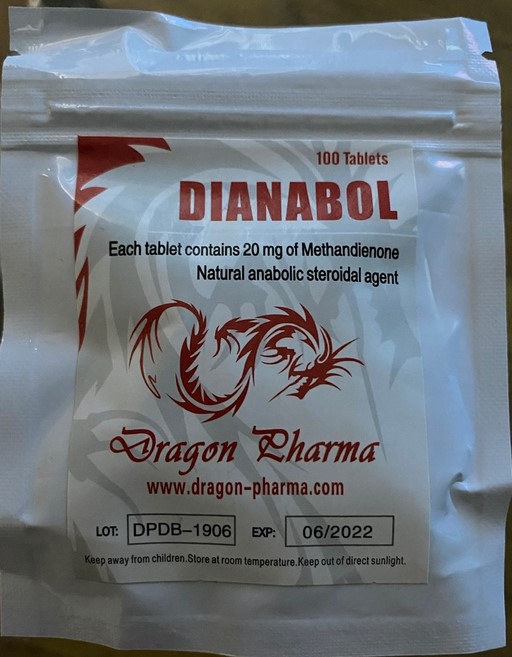 100 Tablets
DIANABOL
Each tablet contains 20 mg of Methandienone
Natural anabolic steroidal agent
Dragon Pharma
www.dragon-pharma.com
LOT: DPDB-1906 EXP: 06/2022
Keep away from children.Store at room temperature.Keep out of direct sunlight.